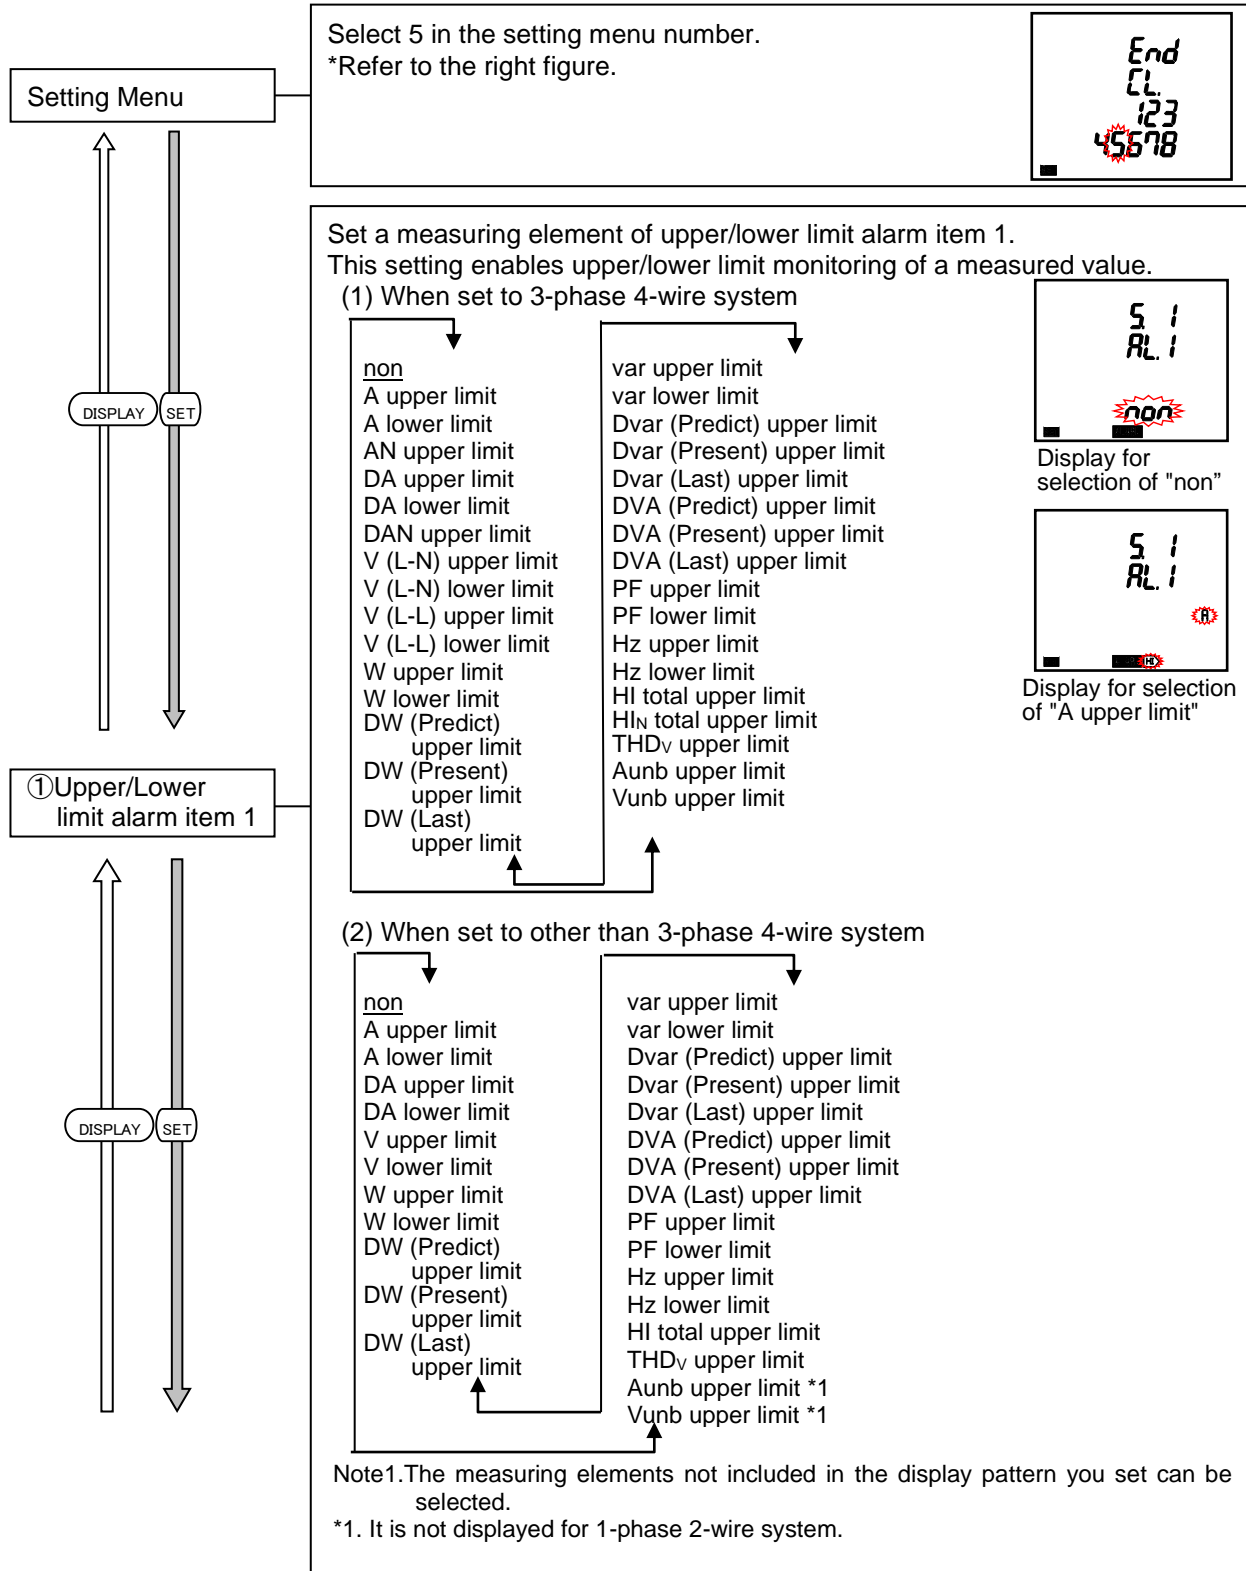 Select 5 in the setting menu number.
*Refer to the right figure.
End
CL.
123
45678
Setting Menu
DISPLAY SET
Set a measuring element of upper/lower limit alarm item 1.
This setting enables upper/lower limit monitoring of a measured value.
(1) When set to 3-phase 4-wire system
non
A upper limit
A lower limit
AN upper limit
DA upper limit
DA lower limit
DAN upper limit
V (L-N) upper limit
V (L-N) lower limit
V (L-L) upper limit
V (L-L) lower limit
W upper limit
W lower limit
DW (Predict)
upper limit
DW (Present)
upper limit
DW (Last)
upper limit
var upper limit
var lower limit
Dvar (Predict) upper limit
Dvar (Present) upper limit
Dvar (Last) upper limit
DVA (Predict) upper limit
DVA (Present) upper limit
DVA (Last) upper limit
PF upper limit
PF lower limit
Hz upper limit
Hz lower limit
HI total upper limit
HIN total upper limit
THDV upper limit
Aunb upper limit
Vunb upper limit
5. 1
AL. 1
non
Display for
selection of "non”
5. 1
AL. 1
A
HI
Display for selection
of "A upper limit"
①Upper/Lower
limit alarm item 1
DISPLAY SET
(2) When set to other than 3-phase 4-wire system
non
A upper limit
A lower limit
DA upper limit
DA lower limit
V upper limit
V lower limit
W upper limit
W lower limit
DW (Predict)
upper limit
DW (Present)
upper limit
DW (Last)
upper limit
var upper limit
var lower limit
Dvar (Predict) upper limit
Dvar (Present) upper limit
Dvar (Last) upper limit
DVA (Predict) upper limit
DVA (Present) upper limit
DVA (Last) upper limit
PF upper limit
PF lower limit
Hz upper limit
Hz lower limit
HI total upper limit
THDV upper limit
Aunb upper limit *1
Vunb upper limit *1
Note1.The measuring elements not included in the display pattern you set can be
selected.
*1. It is not displayed for 1-phase 2-wire system.